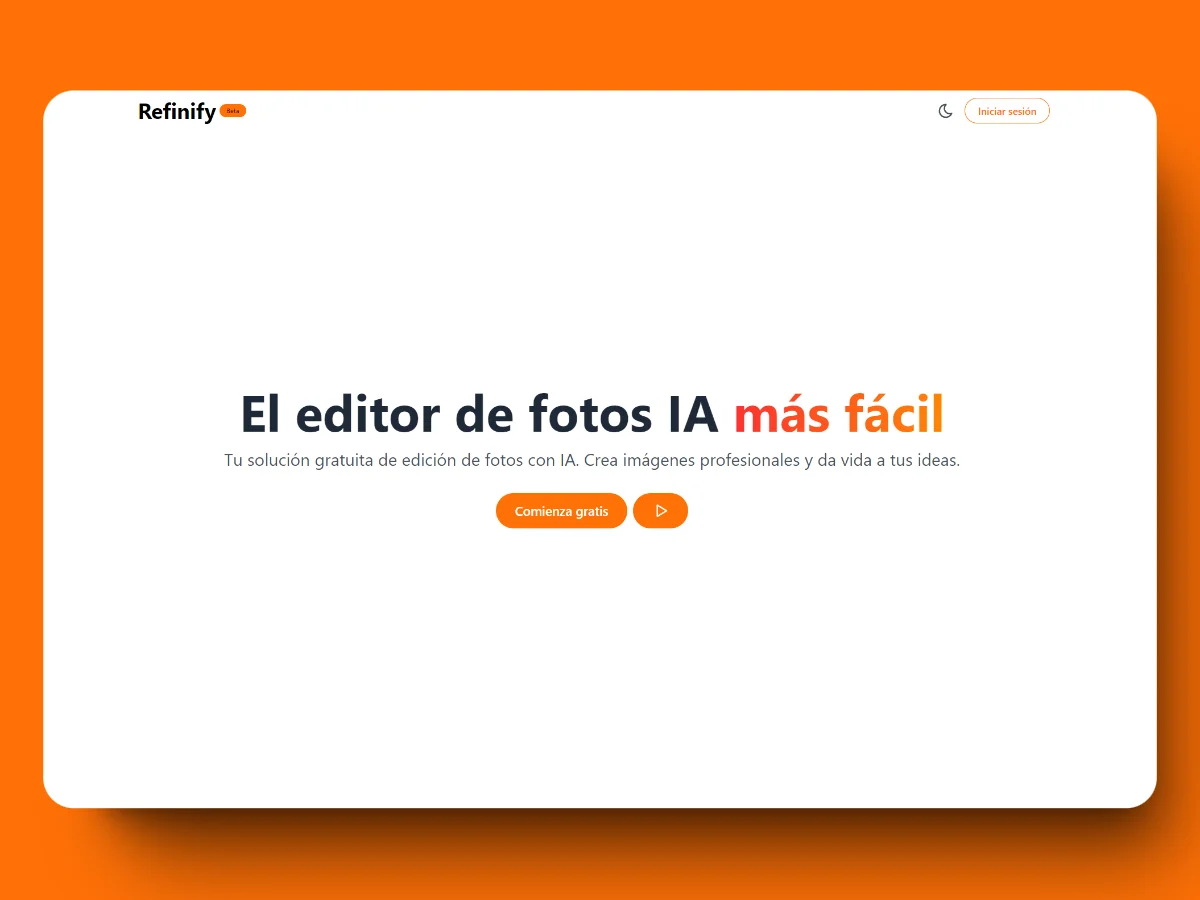 Refinify Beta
Iniciar sesión
El editor de fotos IA más fácil
Tu solución gratuita de edición de fotos con IA. Crea imágenes profesionales y da vida a tus ideas.
Comienza gratis